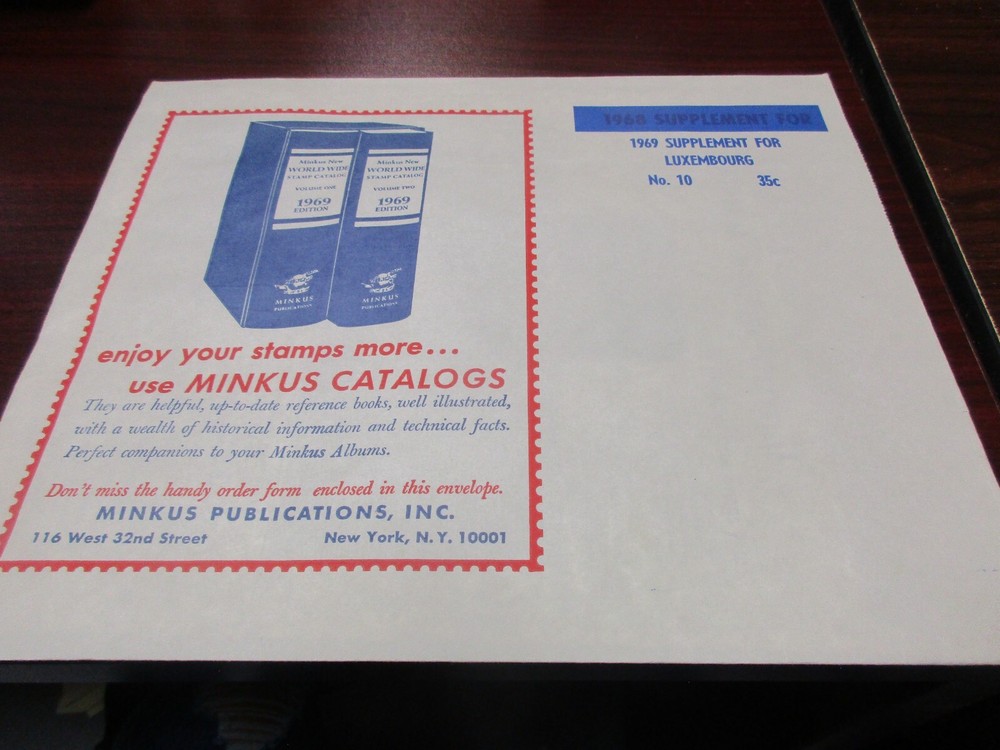 Minkus New
WORLD WIDE
STAMP CATALOG
VOLUME ONE
1969
EDITION
MINKUS
PUBLICATIONS
Minkus New
WORLD WIDE
STAMP CATALOG
VOLUME TWO
1969
EDITION
MINKUS
PUBLICATIONS
enjoy your stamps more...
use MINKUS CATALOGS
They are helpful, up-to-date reference books, well illustrated,
with a wealth of historical information and technical facts.
Perfect companions to your Minkus Albums.
Don't miss the handy order form enclosed in this envelope.
MINKUS PUBLICATIONS, INC.
116 West 32nd Street New York, N.Y. 10001
1968 SUPPLEMENT FOR
1969 SUPPLEMENT FOR
LUXEMBOURG
No. 10 35c